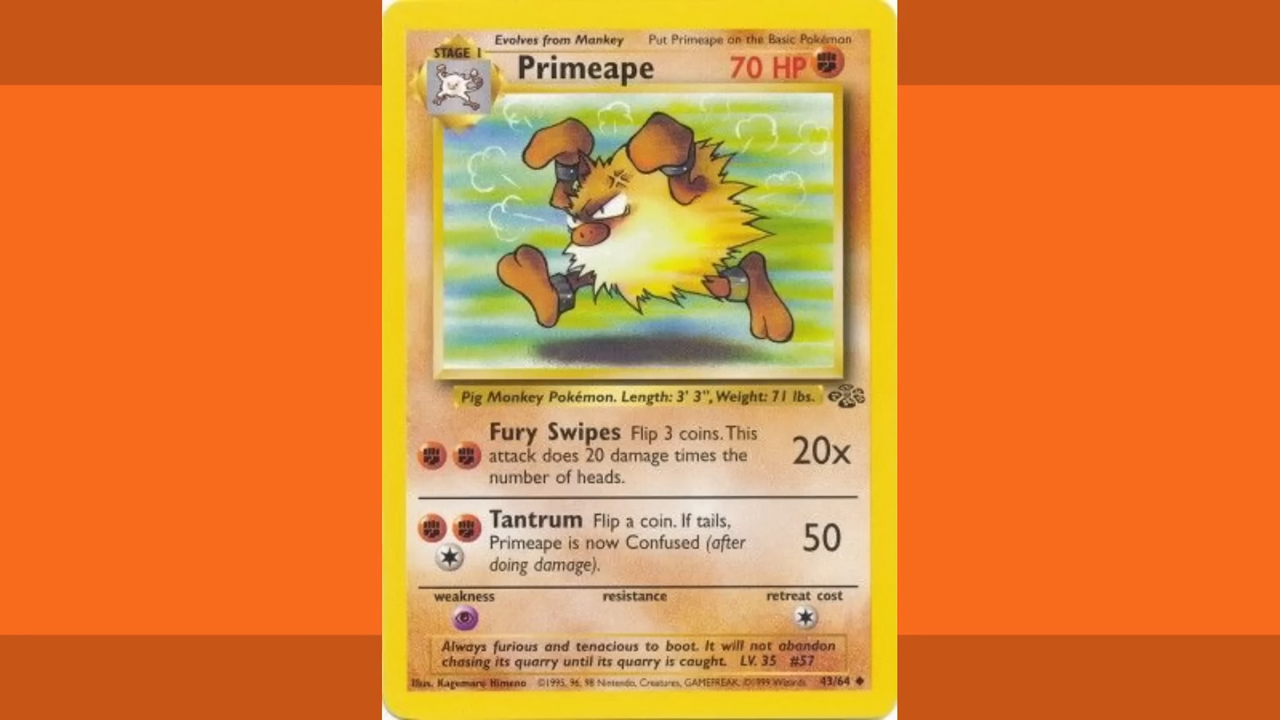 Evolves from Mankey Put Primeape on the Basic Pokémon
STAGE 1
Primeape 70 HP
Pig Monkey Pokémon. Length: 3' 3", Weight: 71 lbs.
Fury Swipes Flip 3 coins. This
attack does 20 damage times the
number of heads.
20x
Tantrum Flip a coin. If tails,
Primeape is now Confused (after
doing damage).
50
weakness resistance retreat cost
Always furious and tenacious to boot. It will not abandon
chasing its quarry until its quarry is caught. LV. 35 #57
Illus. Kagemaru Himeno ©1995, 96, 98 Nintendo, Creatures, GAMEFREAK. ©1999 Wizards. 43/64